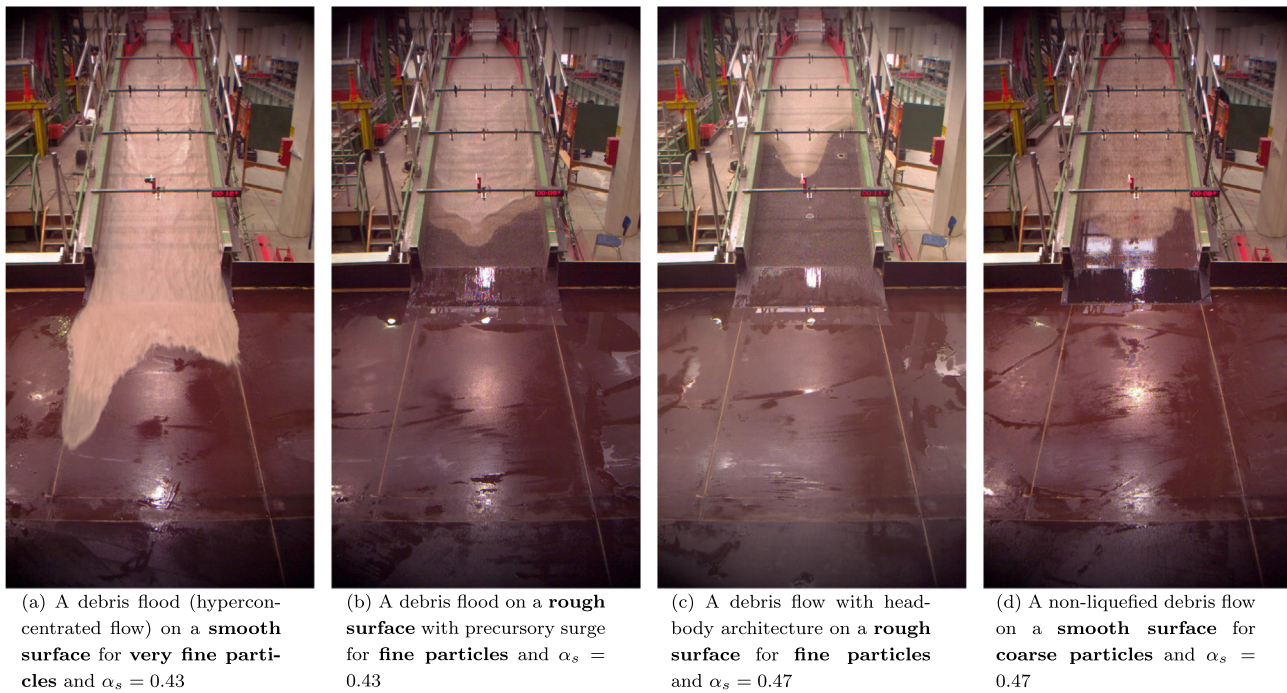 (a) A debris flood (hypercon-
centrated flow) on a smooth
surface for very fine parti-
cles and αs = 0.43
(b) A debris flood on a rough
surface with precursory surge
for fine particles and αs =
0.43
(c) A debris flow with head-
body architecture on a rough
surface for fine particles
and αs = 0.47
(d) A non-liquefied debris flow
on a smooth surface for
coarse particles and αs =
0.47